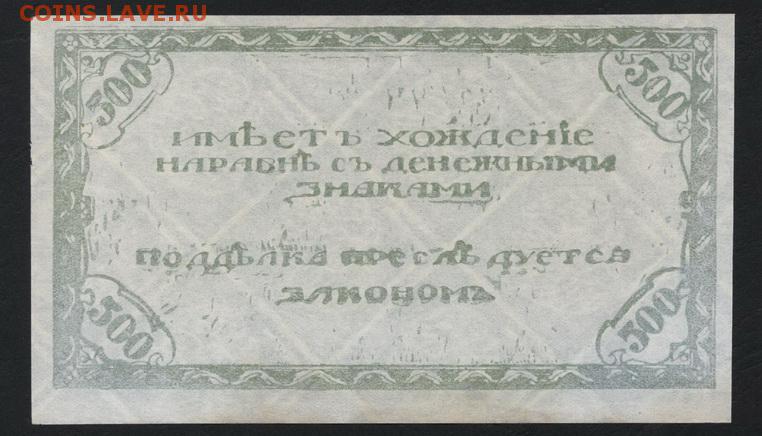 COINS.LAVE.RU
500 500
ИМѢЕТЪ ХОЖДЕНІЕ
НАРАВНѢ СЪ ДЕНЕЖНЫМИ
ЗНАКАМИ
ПОДДѢЛКА ПРЕСЛѢДУЕТСЯ
ЗАКОНОМЪ
500 500